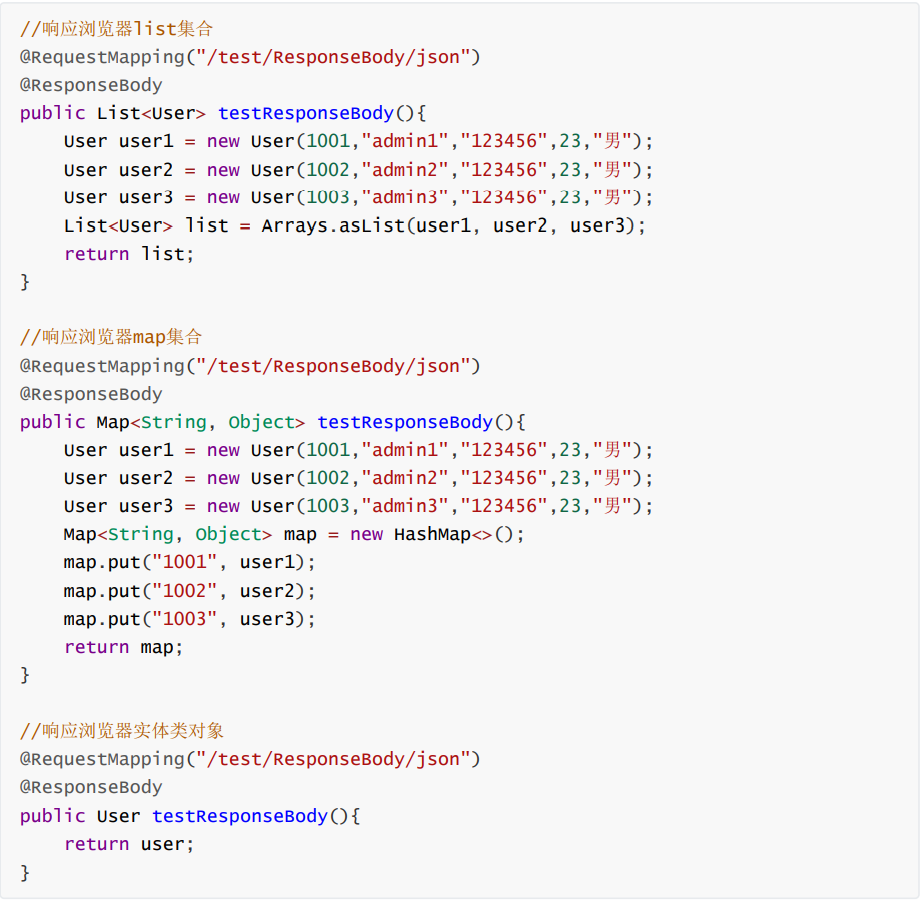 //响应浏览器list集合
@RequestMapping("/test/ResponseBody/json")
@ResponseBody
public List<User> testResponseBody(){
    User user1 = new User(1001,"admin1","123456",23,"男");
    User user2 = new User(1002,"admin2","123456",23,"男");
    User user3 = new User(1003,"admin3","123456",23,"男");
    List<User> list = Arrays.asList(user1, user2, user3);
    return list;
}

//响应浏览器map集合
@RequestMapping("/test/ResponseBody/json")
@ResponseBody
public Map<String, Object> testResponseBody(){
    User user1 = new User(1001,"admin1","123456",23,"男");
    User user2 = new User(1002,"admin2","123456",23,"男");
    User user3 = new User(1003,"admin3","123456",23,"男");
    Map<String, Object> map = new HashMap<>();
    map.put("1001", user1);
    map.put("1002", user2);
    map.put("1003", user3);
    return map;
}

//响应浏览器实体类对象
@RequestMapping("/test/ResponseBody/json")
@ResponseBody
public User testResponseBody(){
    return user;
}